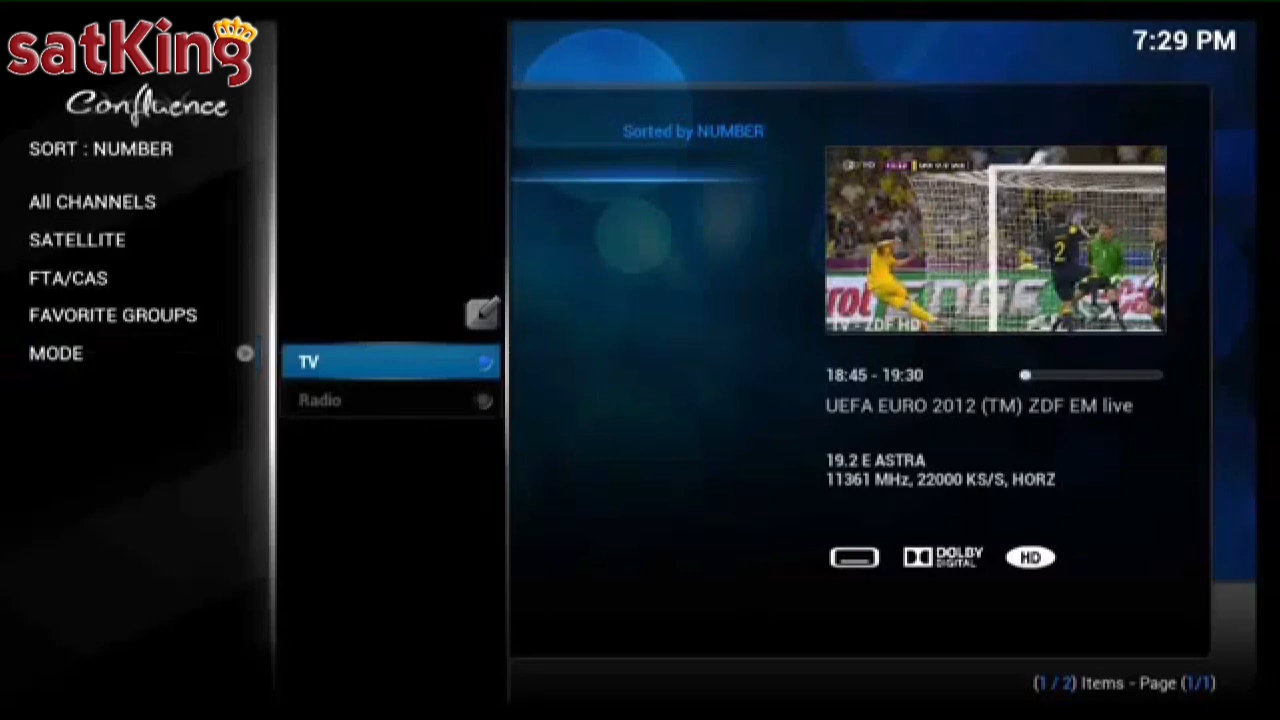 satKing
Confluence
7:29 PM
SORT : NUMBER
All CHANNELS
SATELLITE
FTA/CAS
FAVORITE GROUPS
MODE
TV
Radio
Sorted by NUMBER
2
TV - ZDF HD
18:45 - 19:30
UEFA EURO 2012 (TM) ZDF EM live
19.2 E ASTRA
11361 MHz, 22000 KS/S, HORZ
DOLBY
DIGITAL
HD
(1 / 2) Items - Page (1/1)